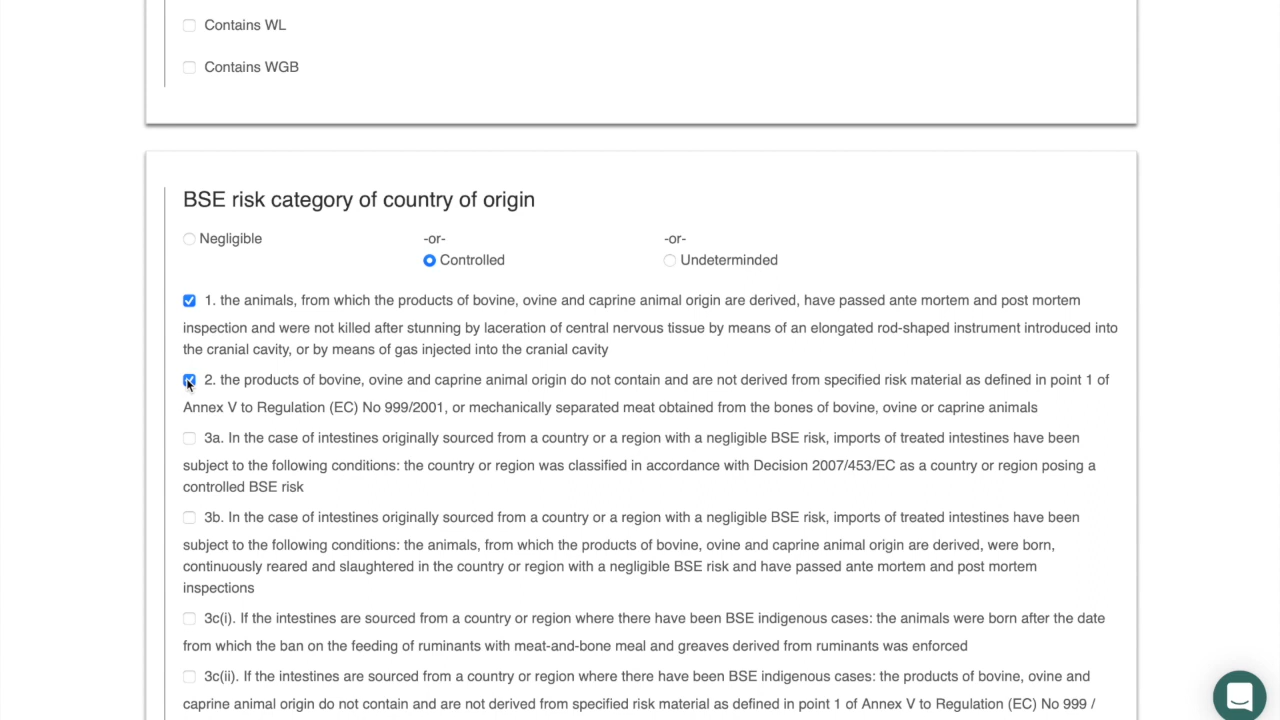 Contains WL
Contains WGB
BSE risk category of country of origin
Negligible
-or-
-or-
Controlled
Undeterminded
1. the animals, from which the products of bovine, ovine and caprine animal origin are derived, have passed ante mortem and post mortem
inspection and were not killed after stunning by laceration of central nervous tissue by means of an elongated rod-shaped instrument introduced into
the cranial cavity, or by means of gas injected into the cranial cavity
2. the products of bovine, ovine and caprine animal origin do not contain and are not derived from specified risk material as defined in point 1 of
Annex V to Regulation (EC) No 999/2001, or mechanically separated meat obtained from the bones of bovine, ovine or caprine animals
3a. In the case of intestines originally sourced from a country or a region with a negligible BSE risk, imports of treated intestines have been
subject to the following conditions: the country or region was classified in accordance with Decision 2007/453/EC as a country or region posing a
controlled BSE risk
3b. In the case of intestines originally sourced from a country or a region with a negligible BSE risk, imports of treated intestines have been
subject to the following conditions: the animals, from which the products of bovine, ovine and caprine animal origin are derived, were born,
continuously reared and slaughtered in the country or region with a negligible BSE risk and have passed ante mortem and post mortem
inspections
3c(i). If the intestines are sourced from a country or region where there have been BSE indigenous cases: the animals were born after the date
from which the ban on the feeding of ruminants with meat-and-bone meal and greaves derived from ruminants was enforced
3c(ii). If the intestines are sourced from a country or region where there have been BSE indigenous cases: the products of bovine, ovine and
caprine animal origin do not contain and are not derived from specified risk material as defined in point 1 of Annex V to Regulation (EC) No 999 /